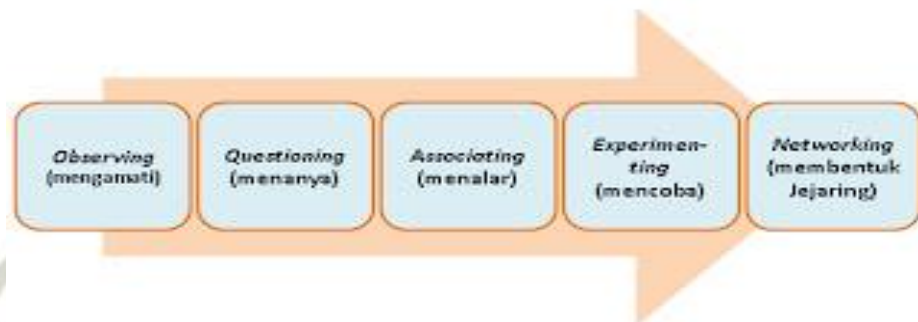 Observing
(mengamati)
Questioning
(menanya)
Associating
(menalar)
Experimen-
ting
(mencoba)
Networking
(membentuk
Jejaring)